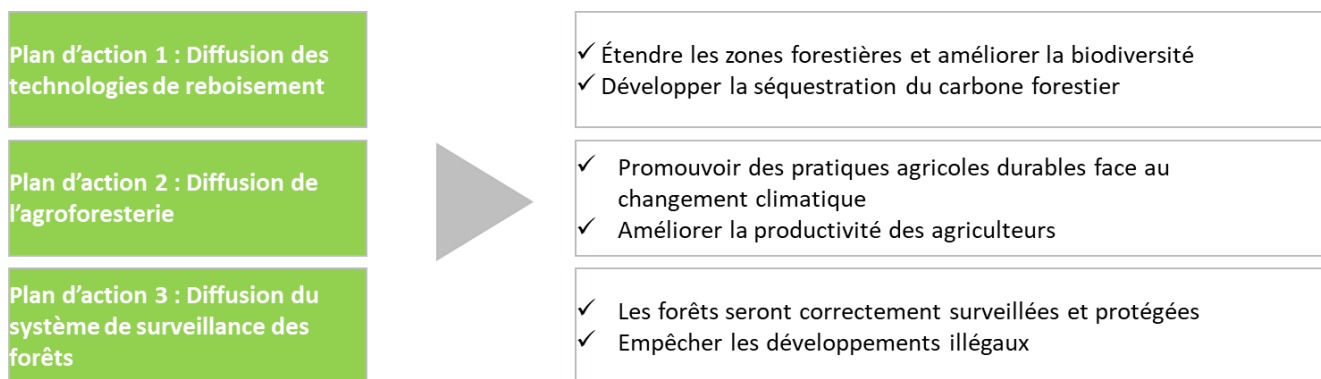 Plan d’action 1 : Diffusion des
technologies de reboisement
✓ Étendre les zones forestières et améliorer la biodiversité
✓ Développer la séquestration du carbone forestier
Plan d’action 2 : Diffusion de
l’agroforesterie
✓ Promouvoir des pratiques agricoles durables face au
changement climatique
✓ Améliorer la productivité des agriculteurs
Plan d’action 3 : Diffusion du
système de surveillance des
forêts
✓ Les forêts seront correctement surveillées et protégées
✓ Empêcher les développements illégaux